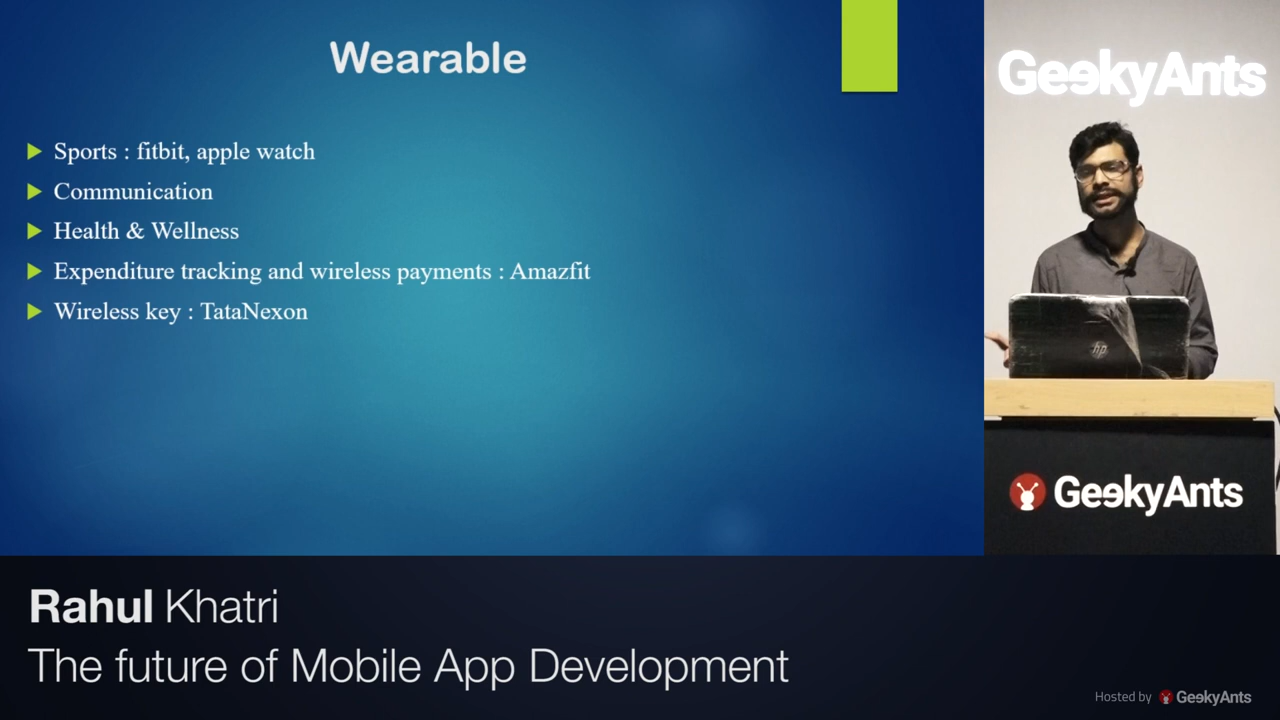 Wearable
Sports : fitbit, apple watch
Communication
Health & Wellness
Expenditure tracking and wireless payments : Amazfit
Wireless key : TataNexon
GeekyAnts
hp
GeekyAnts
Rahul Khatri
The future of Mobile App Development
Hosted by GeekyAnts